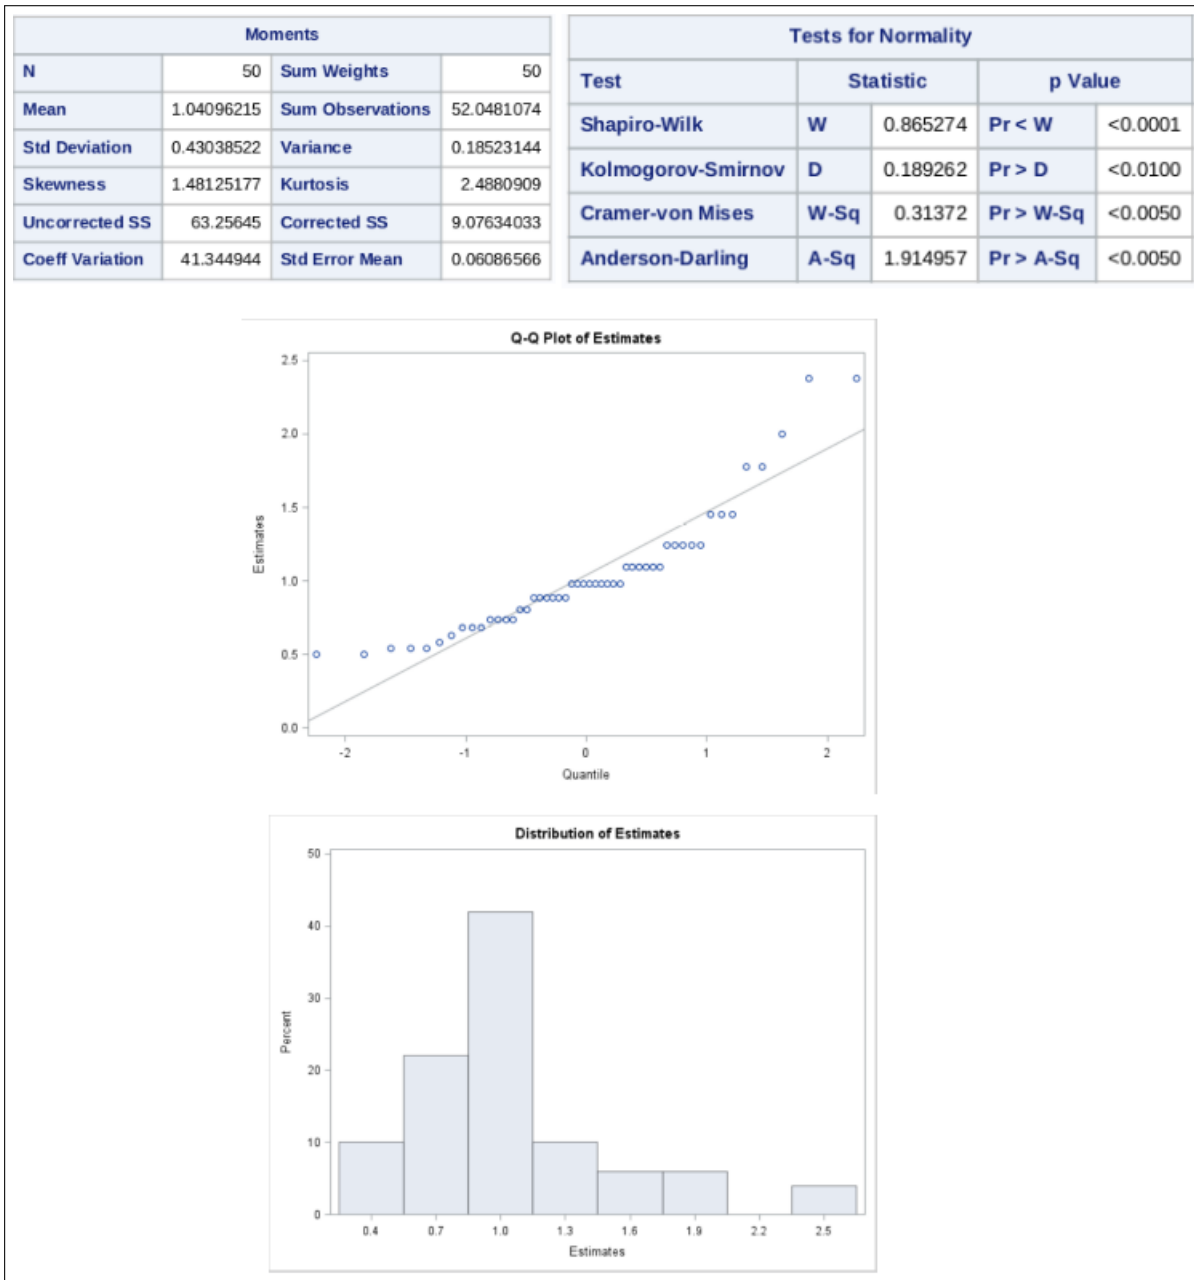 Moments
N 50 Sum Weights 50
Mean 1.04096215 Sum Observations 52.0481074
Std Deviation 0.43038522 Variance 0.18523144
Skewness 1.48125177 Kurtosis 2.4880909
Uncorrected SS 63.25645 Corrected SS 9.07634033
Coeff Variation 41.344944 Std Error Mean 0.06086566
Tests for Normality
Test Statistic p Value
Shapiro-Wilk W 0.865274 Pr < W <0.0001
Kolmogorov-Smirnov D 0.189262 Pr > D <0.0100
Cramer-von Mises W-Sq 0.31372 Pr > W-Sq <0.0050
Anderson-Darling A-Sq 1.914957 Pr > A-Sq <0.0050
Q-Q Plot of Estimates
2.5
2.0
1.5
1.0
0.5
0.0
Estimates
-2 -1 0 1 2
Quantile
Distribution of Estimates
50
40
30
20
10
0
Percent
0.4 0.7 1.0 1.3 1.6 1.9 2.2 2.5
Estimates